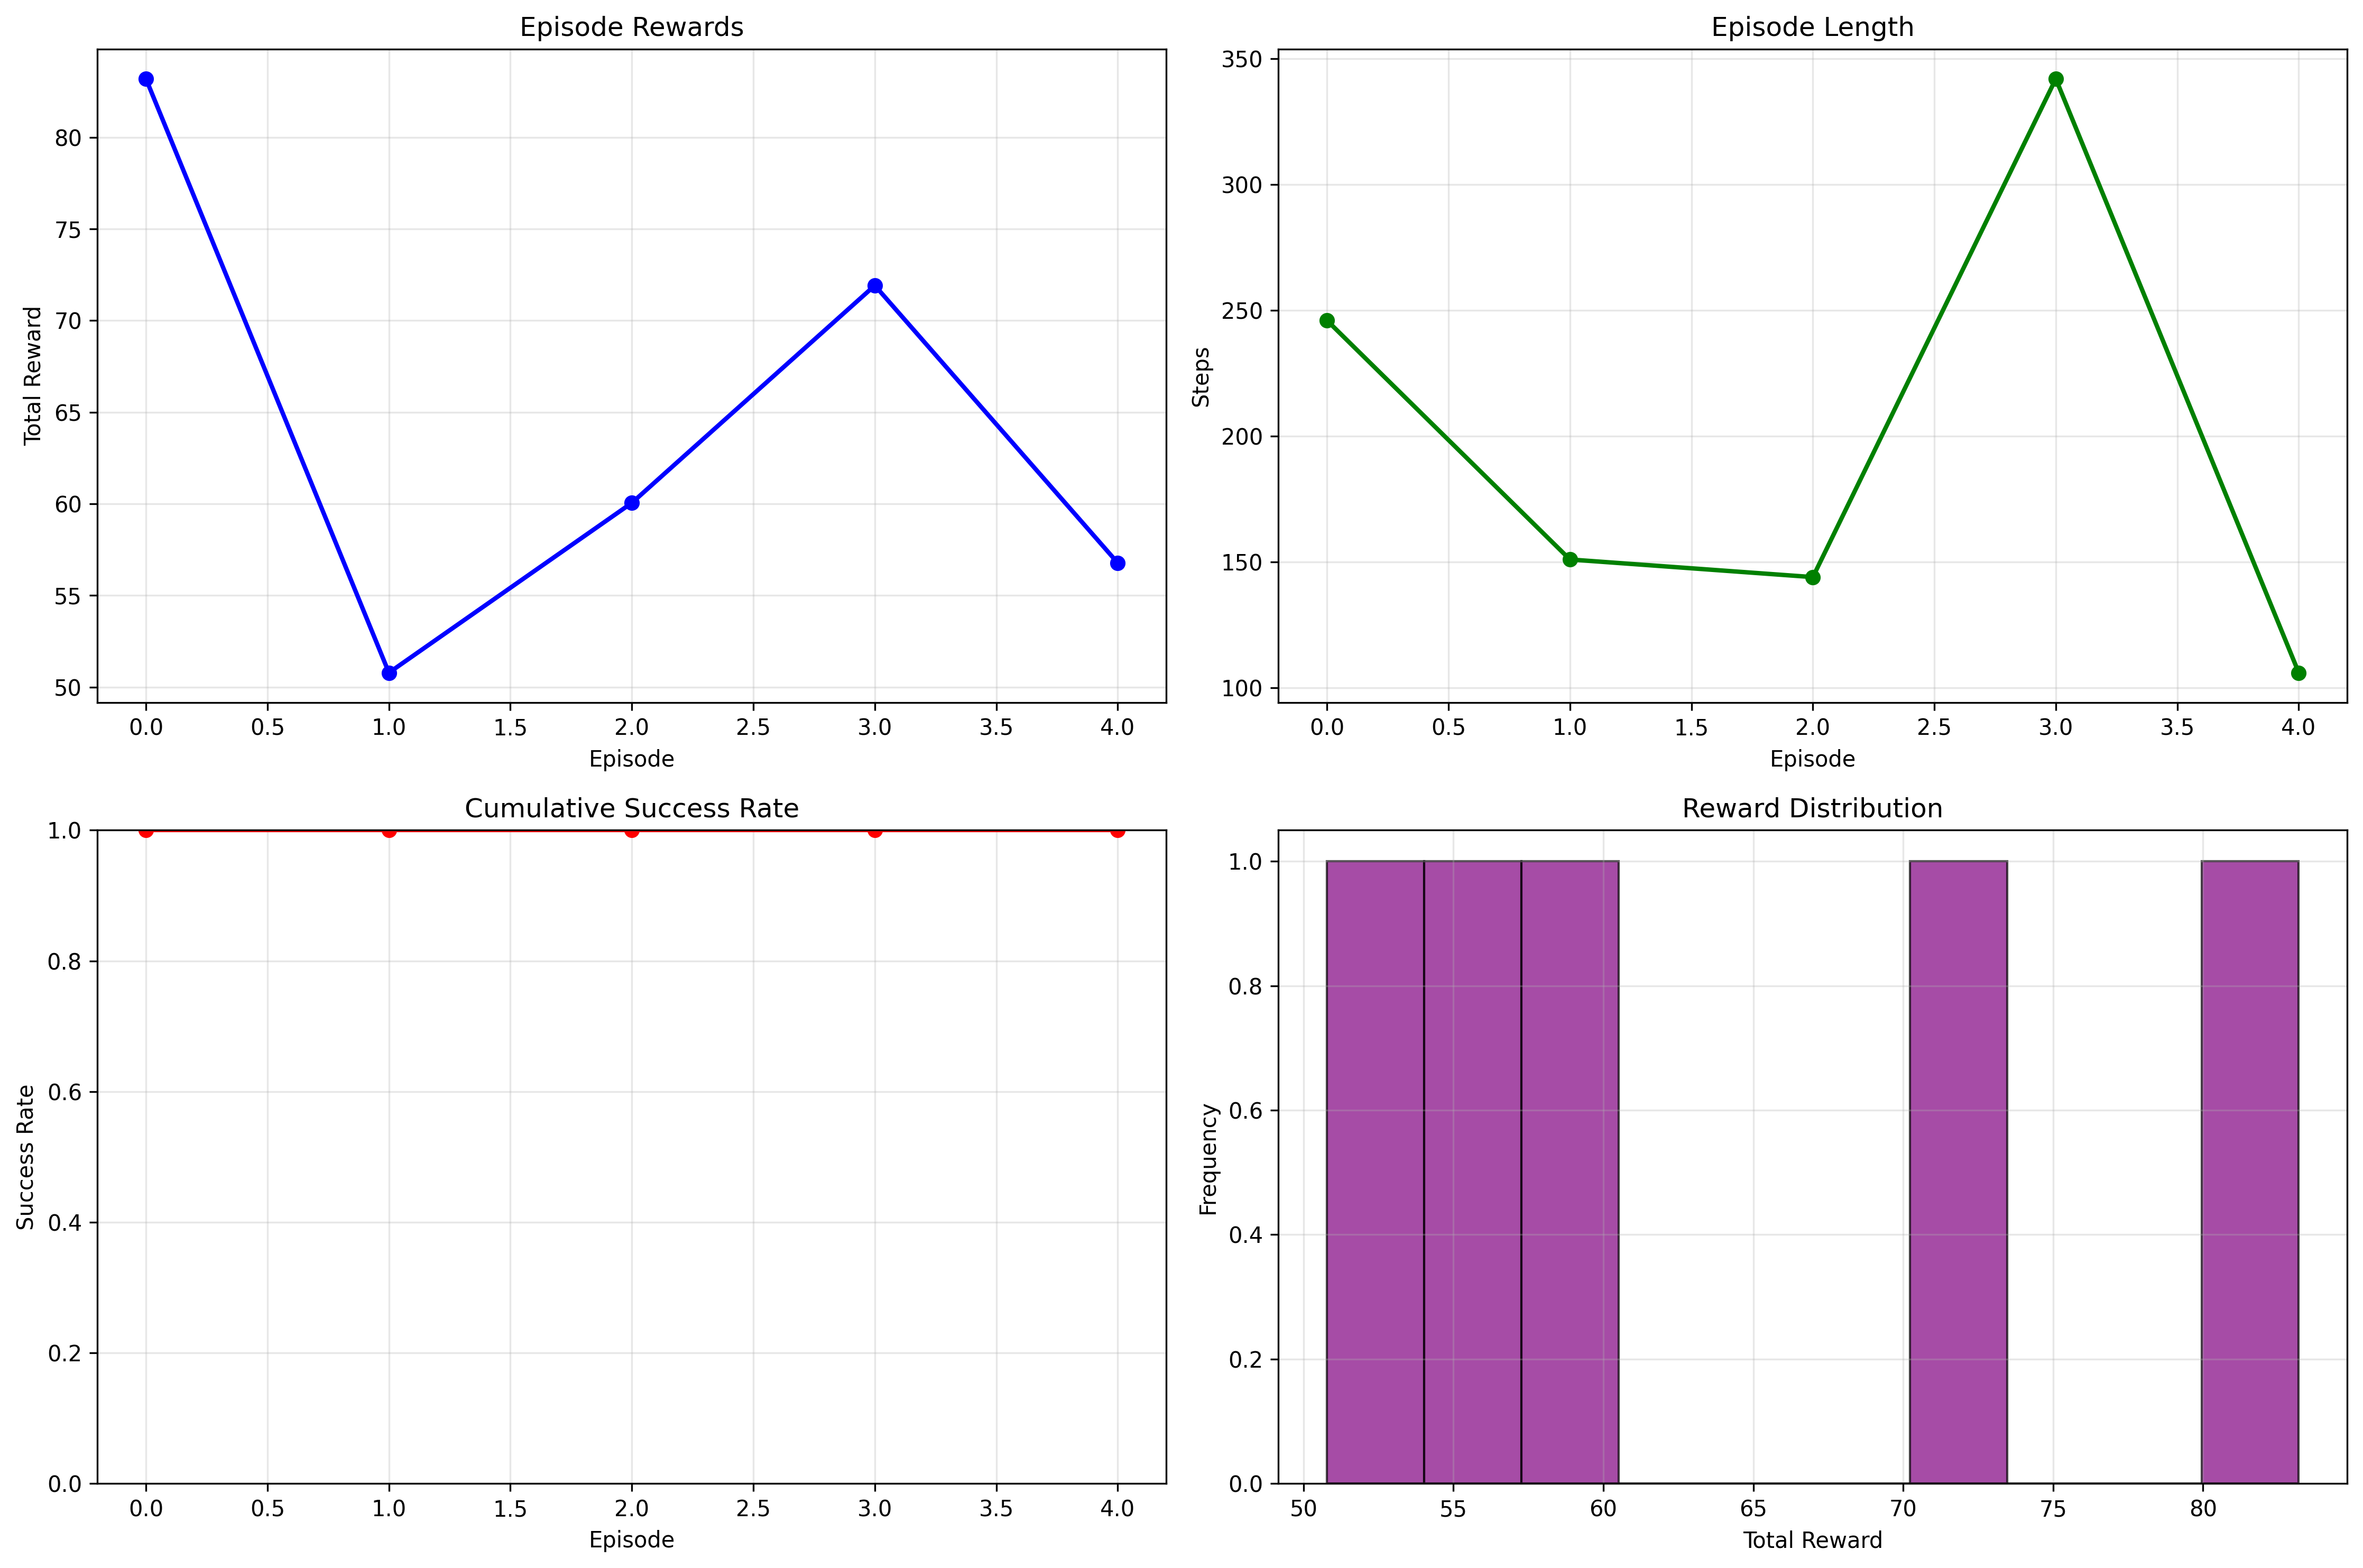 Episode Rewards
Total Reward
80
75
70
65
60
55
50
0.0 0.5 1.0 1.5 2.0 2.5 3.0 3.5 4.0
Episode
Episode Length
Steps
350
300
250
200
150
100
0.0 0.5 1.0 1.5 2.0 2.5 3.0 3.5 4.0
Episode
Cumulative Success Rate
Success Rate
1.0
0.8
0.6
0.4
0.2
0.0
0.0 0.5 1.0 1.5 2.0 2.5 3.0 3.5 4.0
Episode
Reward Distribution
Frequency
1.0
0.8
0.6
0.4
0.2
0.0
50 55 60 65 70 75 80
Total Reward